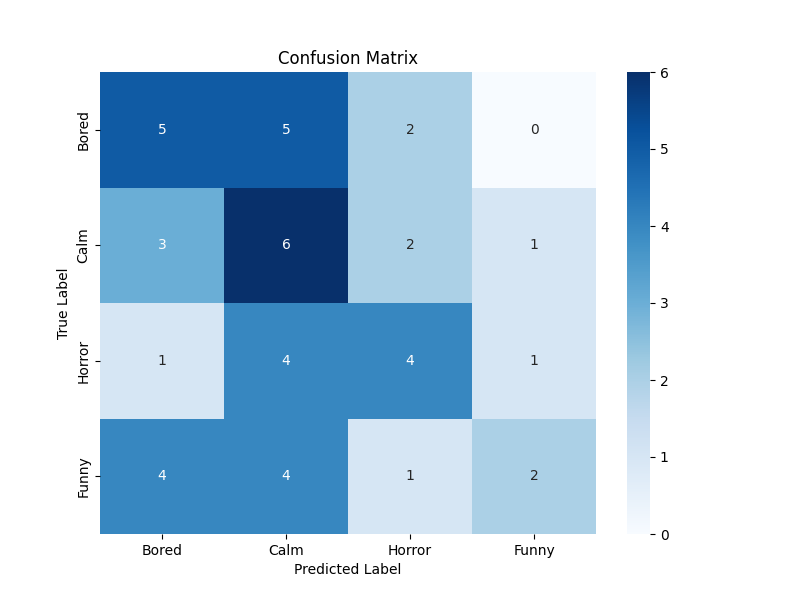 Confusion Matrix
True Label
Bored 5 5 2 0
Calm 3 6 2 1
Horror 1 4 4 1
Funny 4 4 1 2
Bored Calm Horror Funny
Predicted Label
6
5
4
3
2
1
0